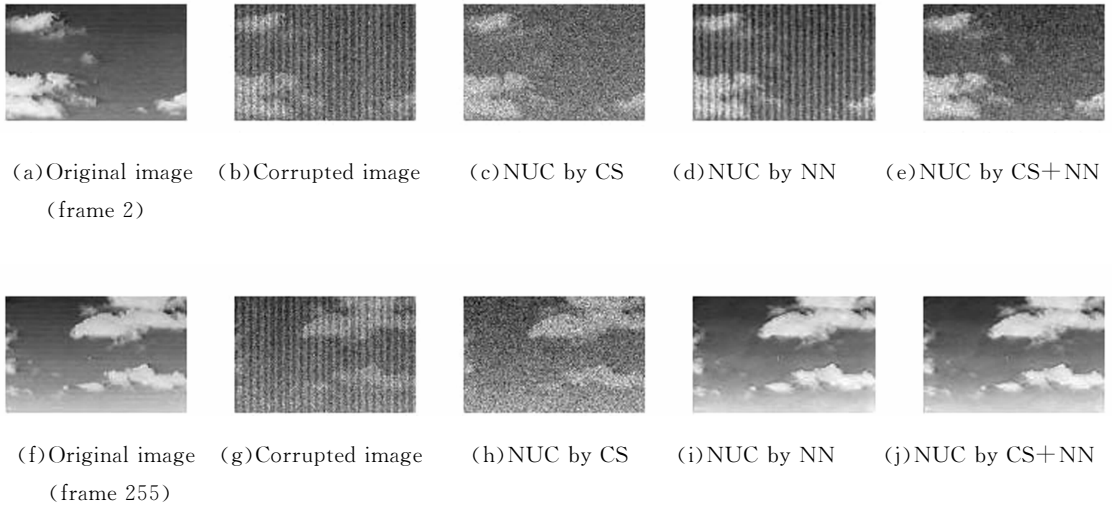 (a)Original image (b)Corrupted image (c)NUC by CS (d)NUC by NN (e)NUC by CS+NN
(frame 2)
(f)Original image (g)Corrupted image (h)NUC by CS (i)NUC by NN (j)NUC by CS+NN
(frame 255)